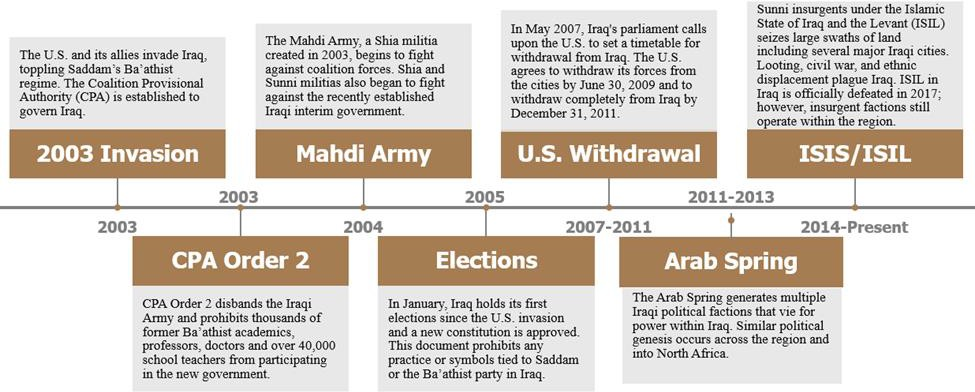 The U.S. and its allies invade Iraq,
toppling Saddam's Ba'athist
regime. The Coalition Provisional
Authority (CPA) is established to
govern Iraq.
2003 Invasion
2003
The Mahdi Army, a Shia militia
created in 2003, begins to fight
against coalition forces. Shia and
Sunni militias also began to fight
against the recently established
Iraqi interim government.
Mahdi Army
2004
In May 2007, Iraq's parliament calls
upon the U.S. to set a timetable for
withdrawal from Iraq. The U.S.
agrees to withdraw its forces from
the cities by June 30, 2009 and to
withdraw completely from Iraq by
December 31, 2011.
U.S. Withdrawal
2007-2011
Sunni insurgents under the Islamic
State of Iraq and the Levant (ISIL)
seizes large swaths of land
including several major Iraqi cities.
Looting, civil war, and ethnic
displacement plague Iraq. ISIL in
Iraq is officially defeated in 2017;
however, insurgent factions still
operate within the region.
ISIS/ISIL
2014-Present
2003
CPA Order 2
CPA Order 2 disbands the Iraqi
Army and prohibits thousands of
former Ba'athist academics,
professors, doctors and over 40,000
school teachers from participating
in the new government.
2005
Elections
In January, Iraq holds its first
elections since the U.S. invasion
and a new constitution is approved.
This document prohibits any
practice or symbols tied to Saddam
or the Ba'athist party in Iraq.
2011-2013
Arab Spring
The Arab Spring generates multiple
Iraqi political factions that vie for
power within Iraq. Similar political
genesis occurs across the region and
into North Africa.